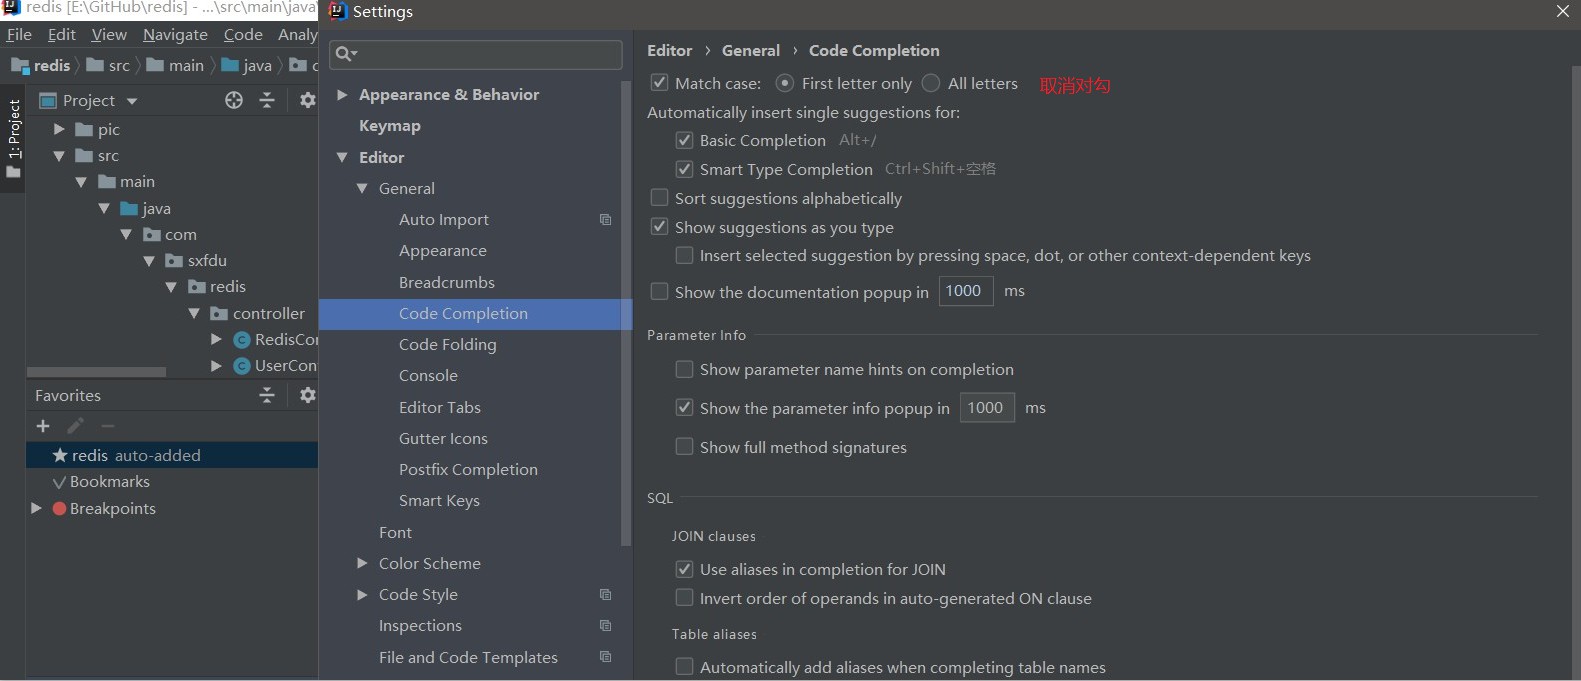 redis [E:\GitHub\redis] - ...\src\main\java\
File Edit View Navigate Code Analy
redis src main java c
1: Project
Project
pic
src
main
java
com
sxfdu
redis
controller
RedisCon
UserCont
Favorites
redis auto-added
Bookmarks
Breakpoints
Settings
Appearance & Behavior
Keymap
Editor
General
Auto Import
Appearance
Breadcrumbs
Code Completion
Code Folding
Console
Editor Tabs
Gutter Icons
Postfix Completion
Smart Keys
Font
Color Scheme
Code Style
Inspections
File and Code Templates
Editor › General › Code Completion
Match case: First letter only All letters 取消对勾
Automatically insert single suggestions for:
Basic Completion Alt+/
Smart Type Completion Ctrl+Shift+空格
Sort suggestions alphabetically
Show suggestions as you type
Insert selected suggestion by pressing space, dot, or other context-dependent keys
Show the documentation popup in 1000 ms
Parameter Info
Show parameter name hints on completion
Show the parameter info popup in 1000 ms
Show full method signatures
SQL
JOIN clauses
Use aliases in completion for JOIN
Invert order of operands in auto-generated ON clause
Table aliases
Automatically add aliases when completing table names